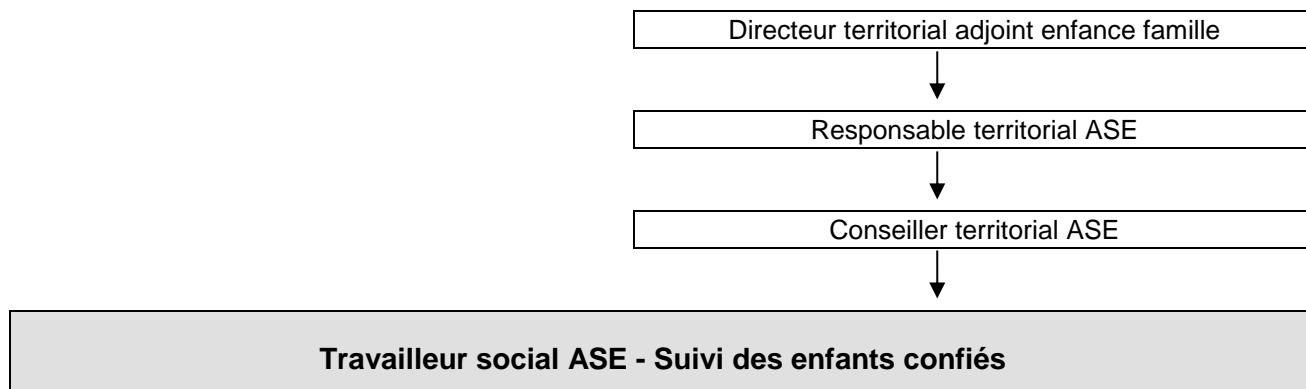 Directeur territorial adjoint enfance famille
Responsable territorial ASE
Conseiller territorial ASE
Travailleur social ASE - Suivi des enfants confiés